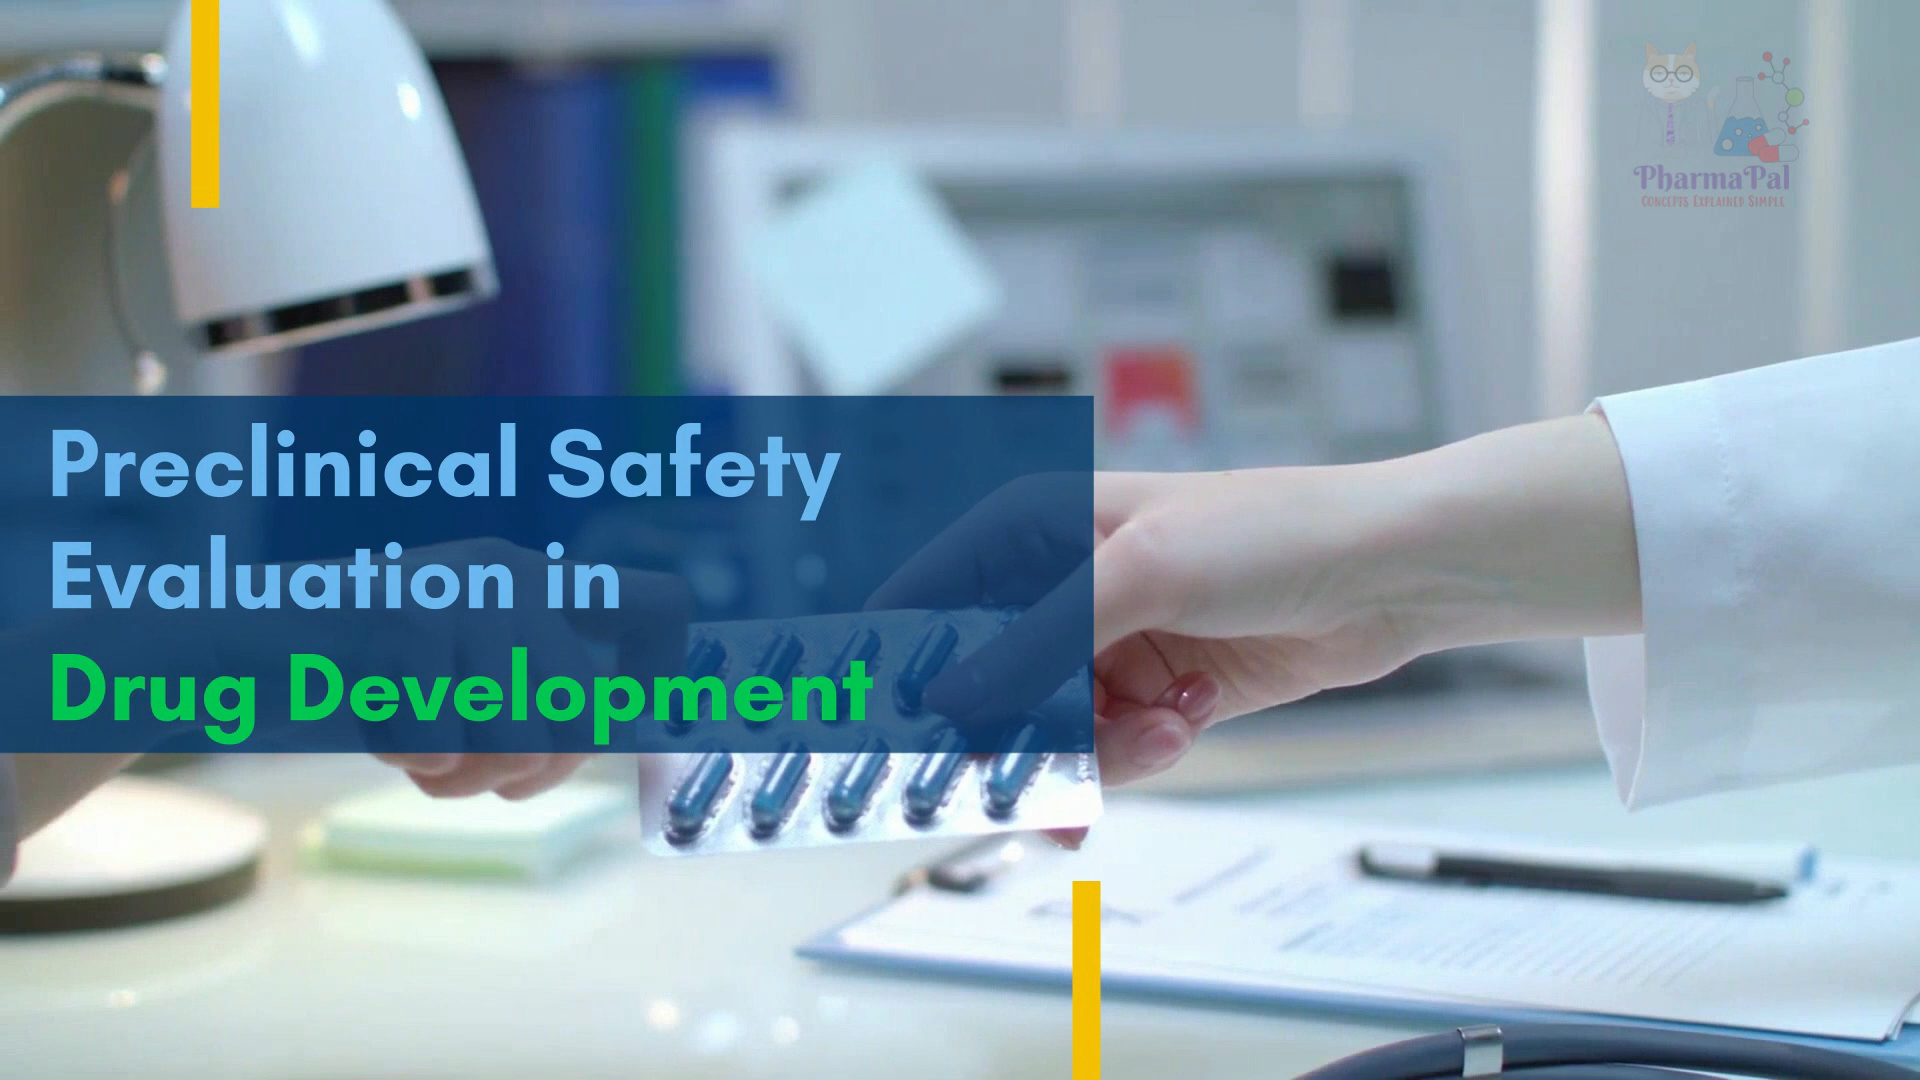 PharmaPal
Concepts Explained Simple
Preclinical Safety
Evaluation in
Drug Development